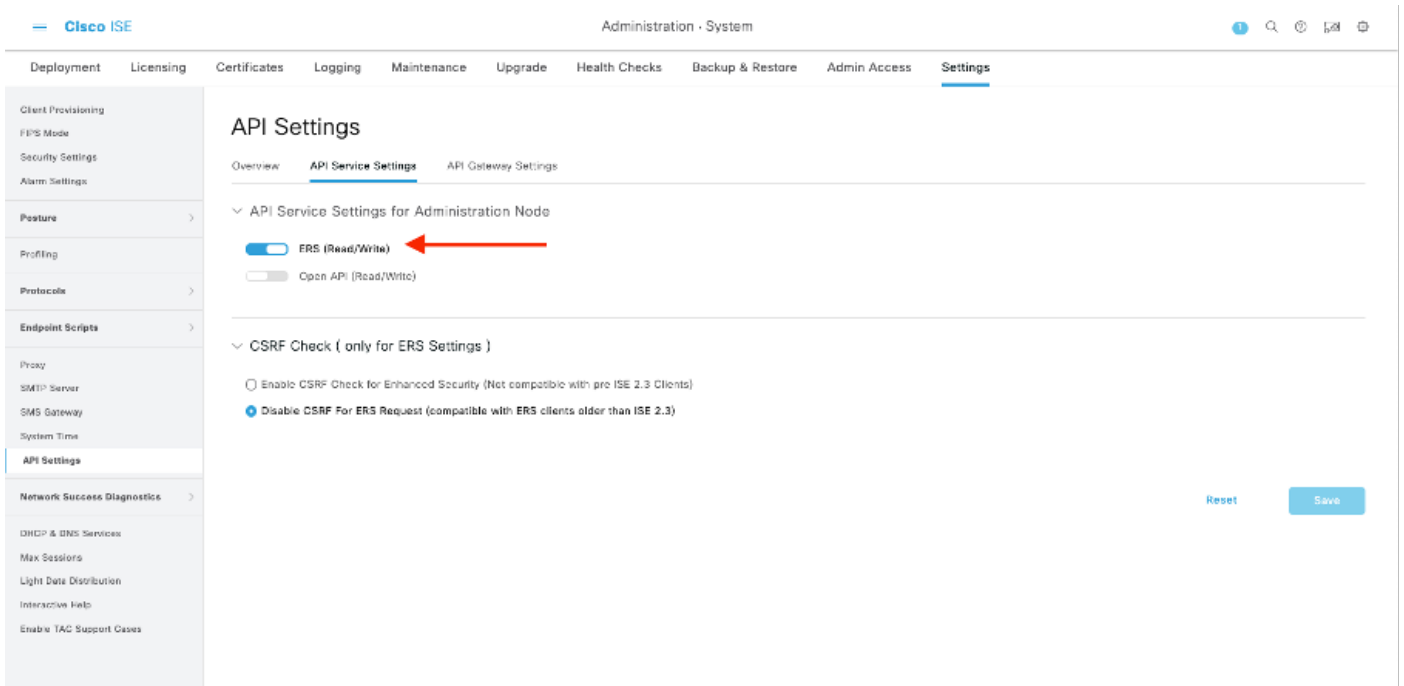 Cisco ISE
Administration · System
1
Deployment Licensing Certificates Logging Maintenance Upgrade Health Checks Backup & Restore Admin Access Settings
Client Provisioning
FIPS Mode
Security Settings
Alarm Settings
Posture
Profiling
Protocols
Endpoint Scripts
Proxy
SMTP Server
SMS Gateway
System Time
API Settings
Network Success Diagnostics
DHCP & DNS Services
Max Sessions
Light Data Distribution
Interactive Help
Enable TAC Support Cases
API Settings
Overview API Service Settings API Gateway Settings
API Service Settings for Administration Node
ERS (Read/Write)
Open API (Read/Write)
CSRF Check ( only for ERS Settings )
Enable CSRF Check for Enhanced Security (Not compatible with pre ISE 2.3 Clients)
Disable CSRF For ERS Request (compatible with ERS clients older than ISE 2.3)
Reset Save